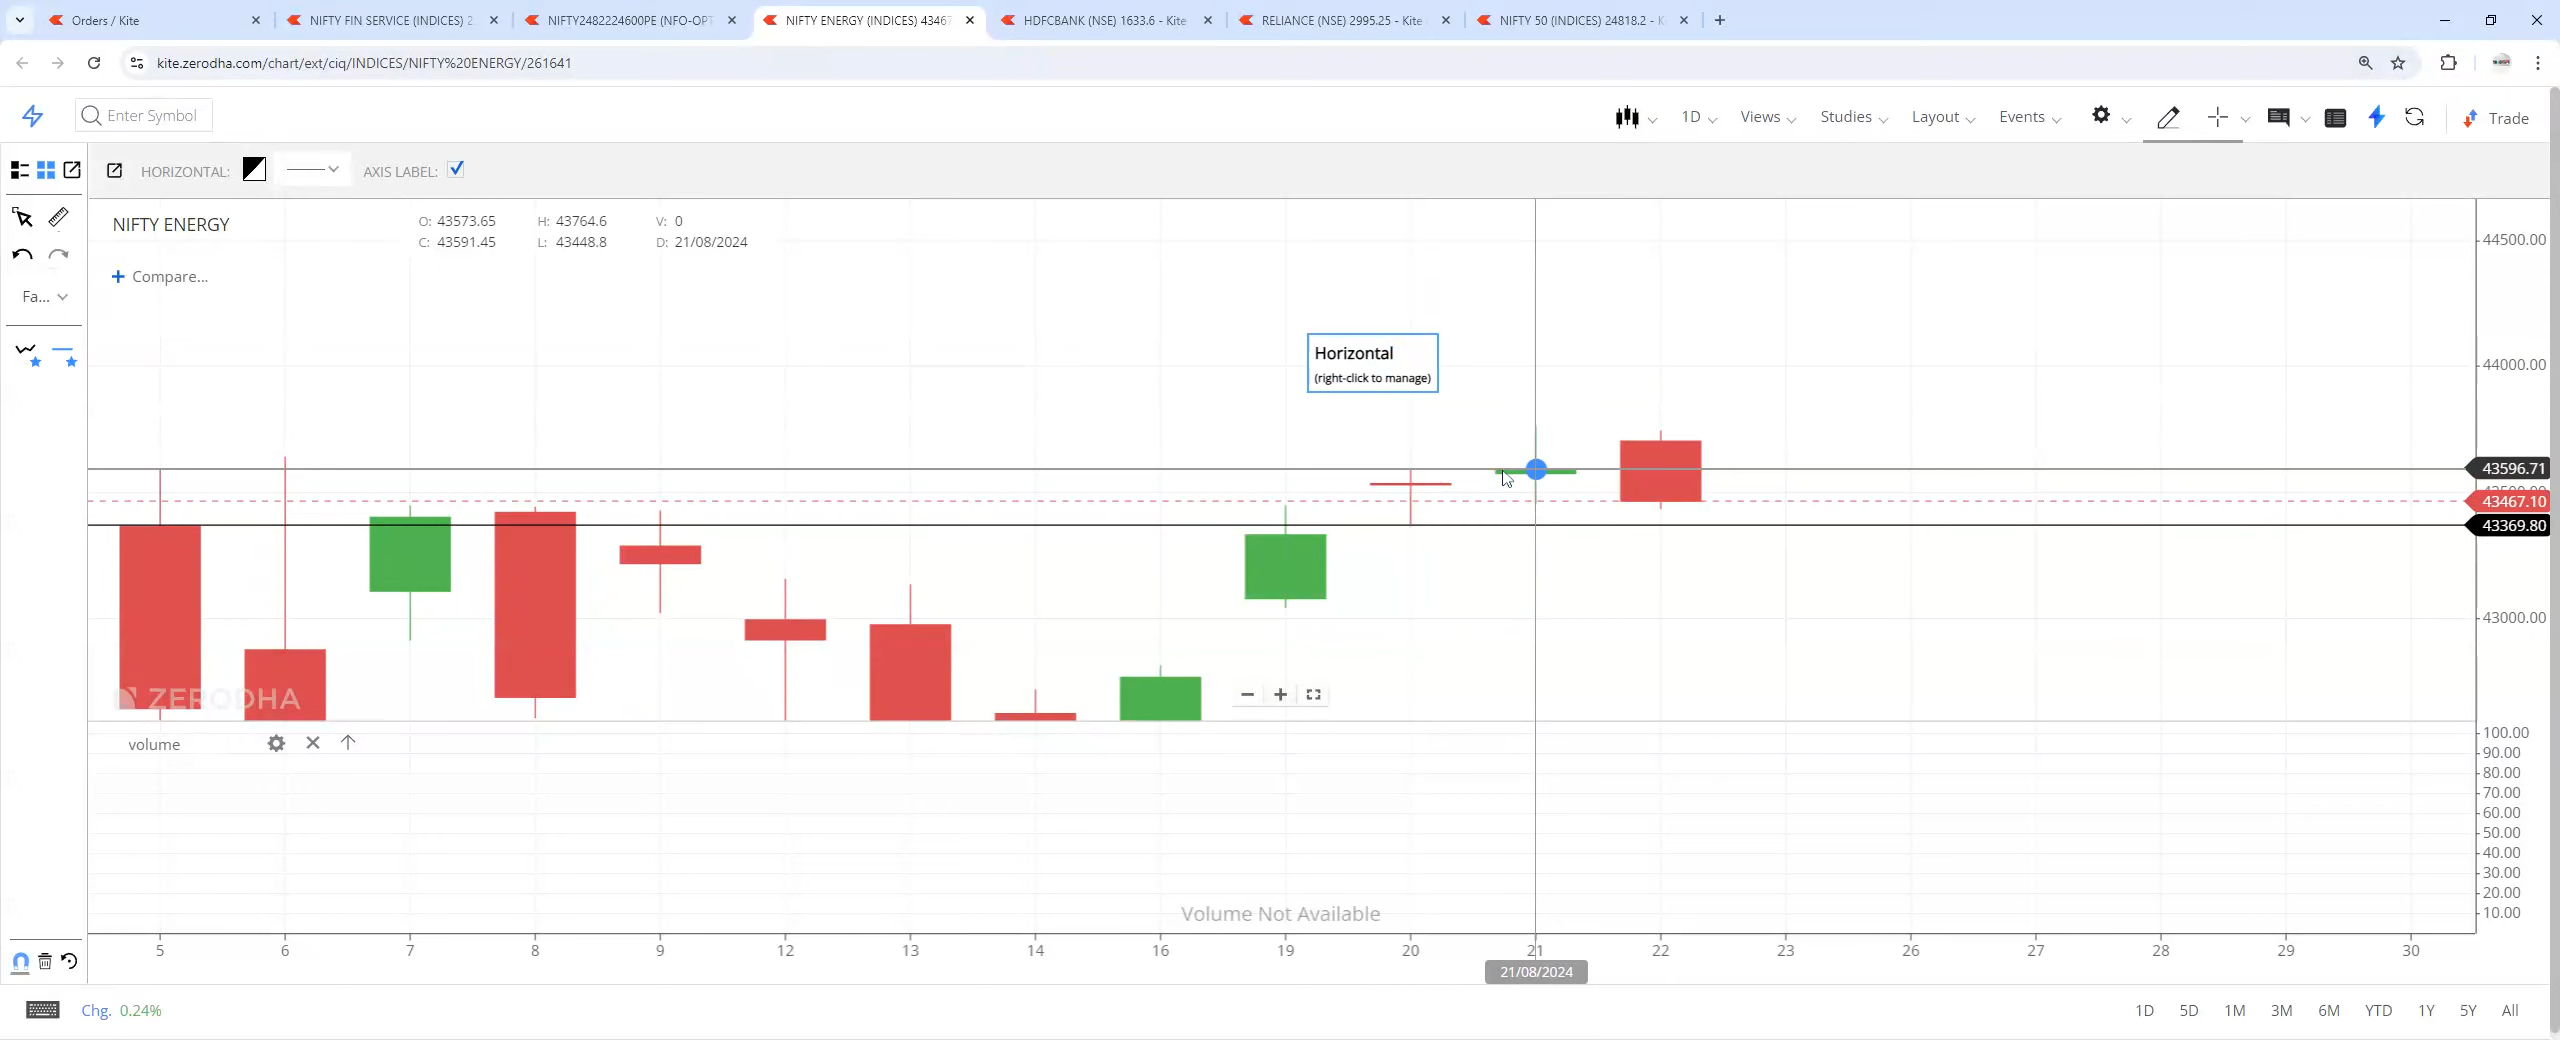 Orders / Kite
NIFTY FIN SERVICE (INDICES) 2
NIFTY2482224600PE (NFO-OPT
NIFTY ENERGY (INDICES) 43467
HDFCBANK (NSE) 1633.6 - Kite
RELIANCE (NSE) 2995.25 - Kite
NIFTY 50 (INDICES) 24818.2 - K
kite.zerodha.com/chart/ext/ciq/INDICES/NIFTY%20ENERGY/261641
Enter Symbol
1D Views Studies Layout Events Trade
HORIZONTAL: AXIS LABEL:
NIFTY ENERGY
O: 43573.65 H: 43764.6 V: 0
C: 43591.45 L: 43448.8 D: 21/08/2024
Compare...
Fa...
Horizontal
(right-click to manage)
44500.00
44000.00
43596.71
43467.10
43369.80
43000.00
ZERODHA
volume
100.00
90.00
80.00
70.00
60.00
50.00
40.00
30.00
20.00
10.00
Volume Not Available
5 6 7 8 9 12 13 14 16 19 20 21 22 23 26 27 28 29 30
21/08/2024
Chg. 0.24%
1D 5D 1M 3M 6M YTD 1Y 5Y All